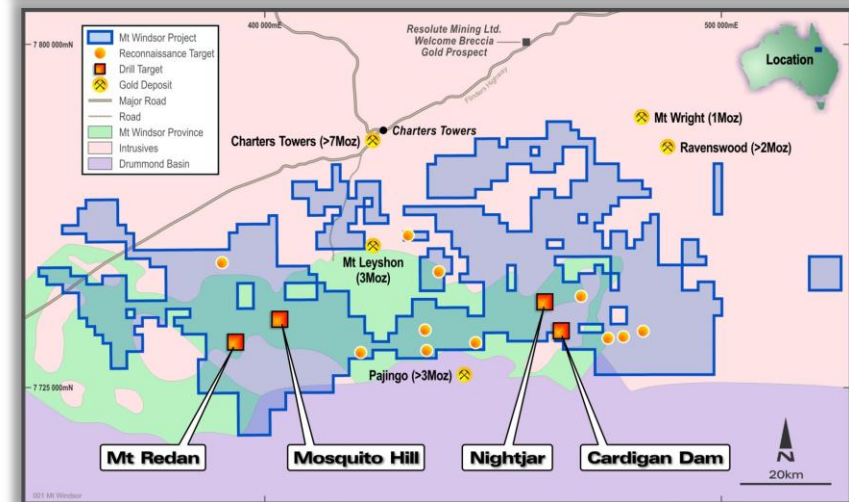 400 000mE
500 000mE
7 800 000mN
Mt Windsor Project
Reconnaissance Target
Drill Target
Gold Deposit
Major Road
Road
Mt Windsor Province
Intrusives
Drummond Basin
Resolute Mining Ltd.
Welcome Breccia
Gold Prospect
Flinders Highway
Location
Charters Towers (>7Moz)
Charters Towers
Mt Wright (1Moz)
Ravenswood (>2Moz)
Mt Leyshon
(3Moz)
Pajingo (>3Moz)
7 725 000mN
Mt Redan
Mosquito Hill
Nightjar
Cardigan Dam
N
20km
001 Mt Windsor